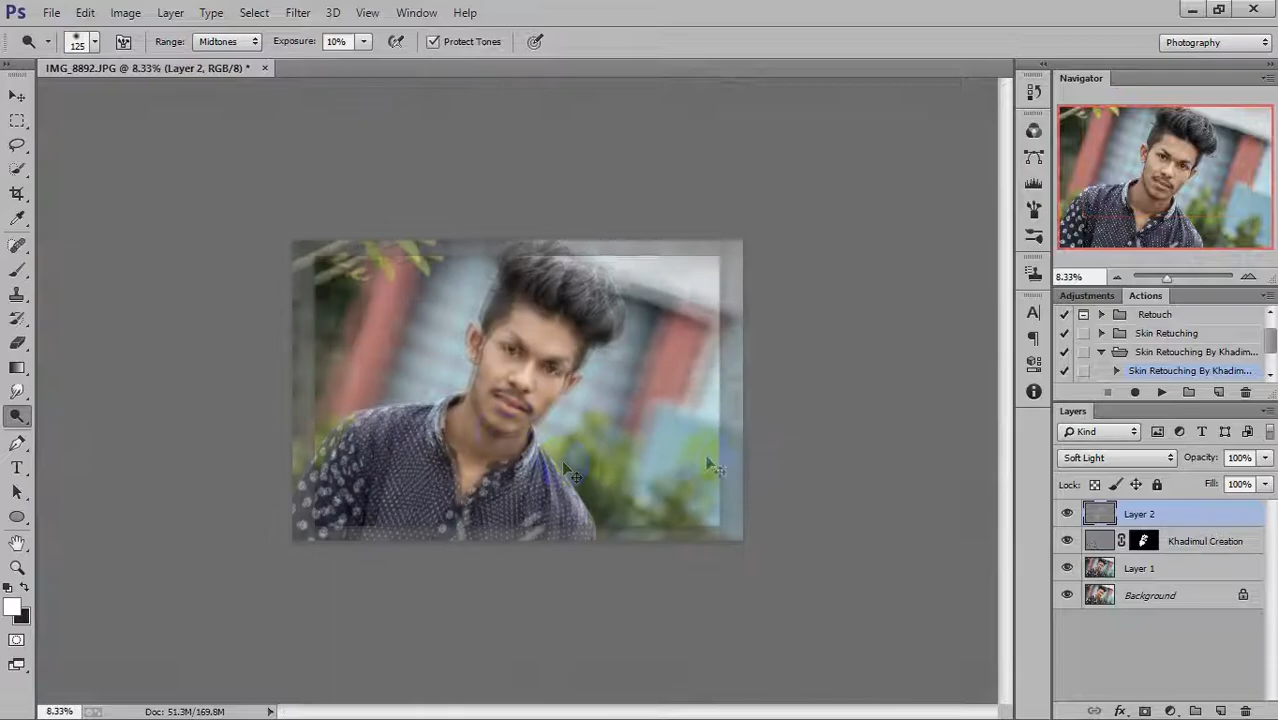 Ps File Edit Image Layer Type Select Filter 3D View Window Help
125 Range: Midtones Exposure: 10% Protect Tones Photography
IMG_8892.JPG @ 8.33% (Layer 2, RGB/8) * ×
Navigator
8.33%
Adjustments Actions
Retouch
Skin Retuching
Skin Retouching By Khadim...
Skin Retouching By Khadim...
Layers
Kind
Soft Light Opacity: 100%
Lock: Fill: 100%
Layer 2
Khadimul Creation
Layer 1
Background
8.33% Doc: 51.3M/169.8M